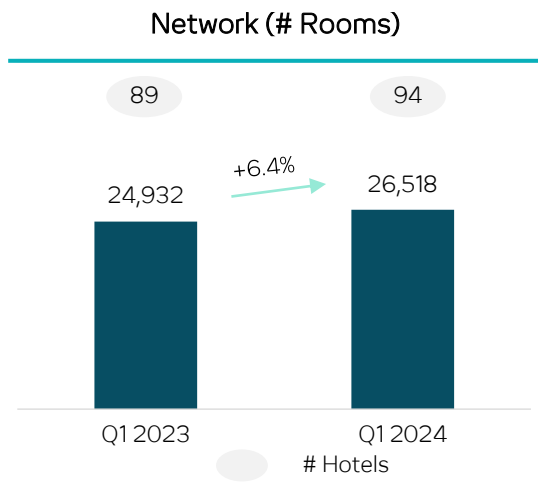 Network (# Rooms)
89
94
+6.4%
24,932
26,518
Q1 2023
Q1 2024
# Hotels